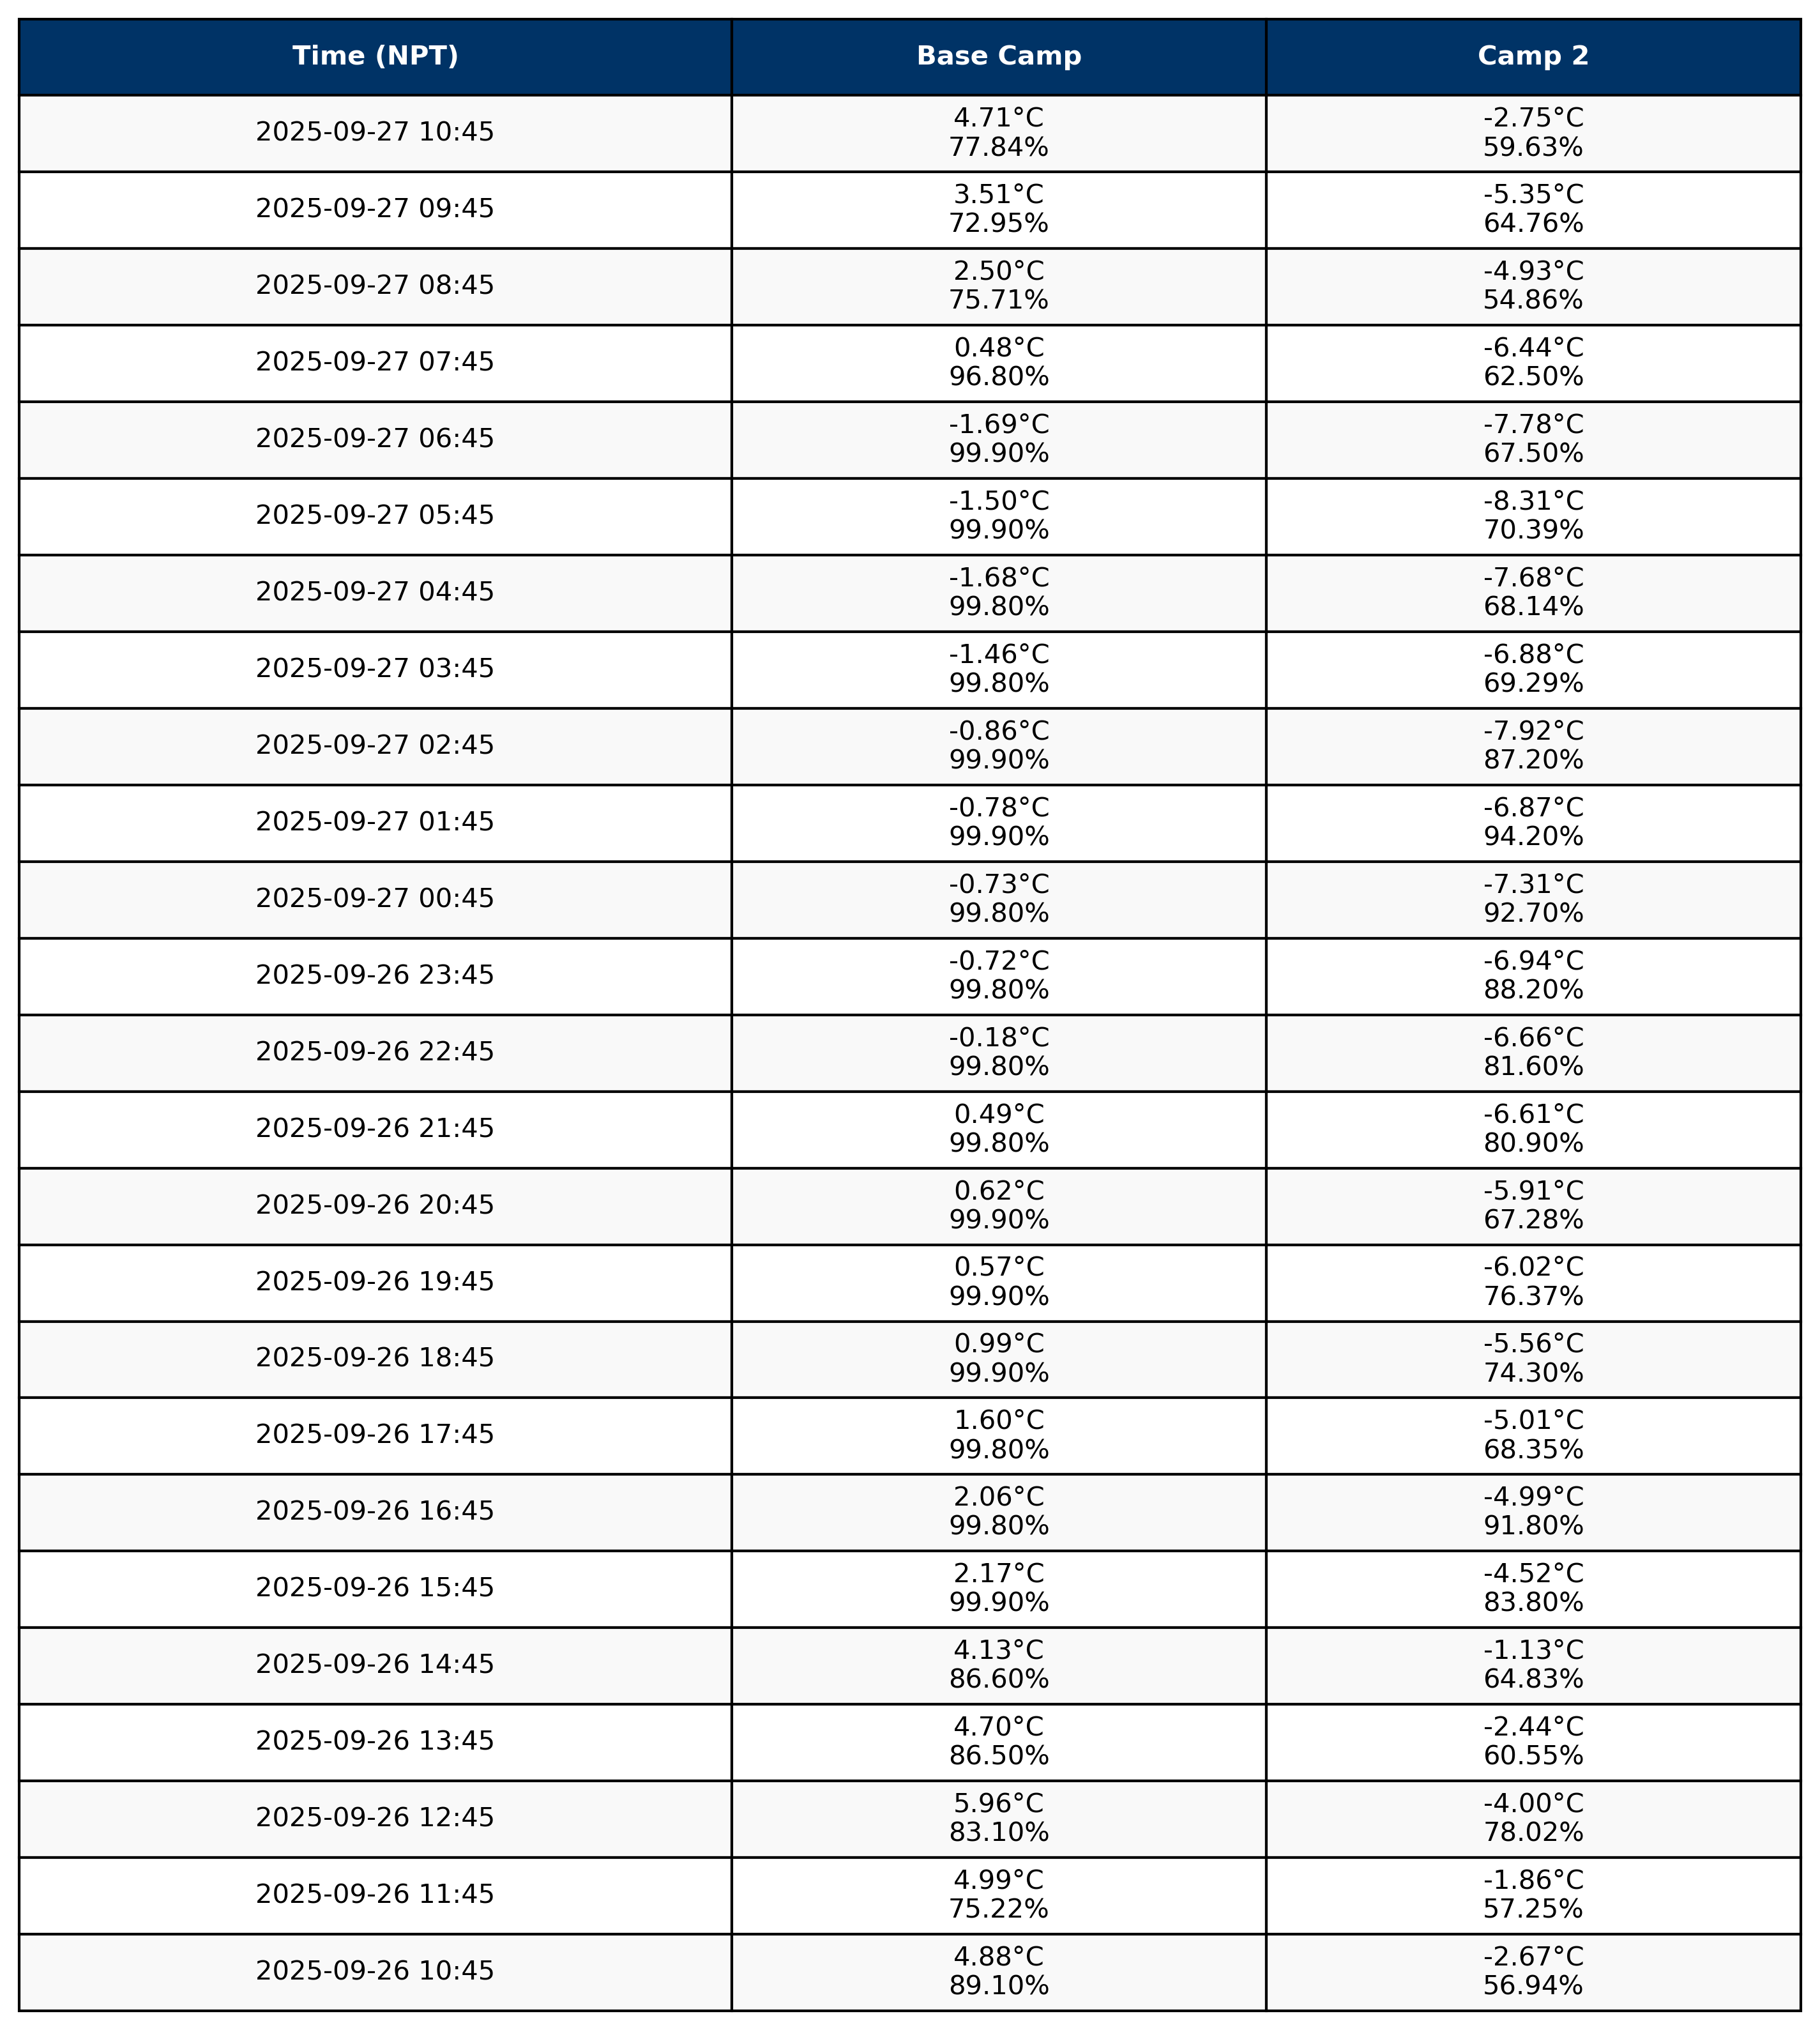 Time (NPT) Base Camp Camp 2
2025-09-27 10:45 4.71°C -2.75°C
77.84% 59.63%
2025-09-27 09:45 3.51°C -5.35°C
72.95% 64.76%
2025-09-27 08:45 2.50°C -4.93°C
75.71% 54.86%
2025-09-27 07:45 0.48°C -6.44°C
96.80% 62.50%
2025-09-27 06:45 -1.69°C -7.78°C
99.90% 67.50%
2025-09-27 05:45 -1.50°C -8.31°C
99.90% 70.39%
2025-09-27 04:45 -1.68°C -7.68°C
99.80% 68.14%
2025-09-27 03:45 -1.46°C -6.88°C
99.80% 69.29%
2025-09-27 02:45 -0.86°C -7.92°C
99.90% 87.20%
2025-09-27 01:45 -0.78°C -6.87°C
99.90% 94.20%
2025-09-27 00:45 -0.73°C -7.31°C
99.80% 92.70%
2025-09-26 23:45 -0.72°C -6.94°C
99.80% 88.20%
2025-09-26 22:45 -0.18°C -6.66°C
99.80% 81.60%
2025-09-26 21:45 0.49°C -6.61°C
99.80% 80.90%
2025-09-26 20:45 0.62°C -5.91°C
99.90% 67.28%
2025-09-26 19:45 0.57°C -6.02°C
99.90% 76.37%
2025-09-26 18:45 0.99°C -5.56°C
99.90% 74.30%
2025-09-26 17:45 1.60°C -5.01°C
99.80% 68.35%
2025-09-26 16:45 2.06°C -4.99°C
99.80% 91.80%
2025-09-26 15:45 2.17°C -4.52°C
99.90% 83.80%
2025-09-26 14:45 4.13°C -1.13°C
86.60% 64.83%
2025-09-26 13:45 4.70°C -2.44°C
86.50% 60.55%
2025-09-26 12:45 5.96°C -4.00°C
83.10% 78.02%
2025-09-26 11:45 4.99°C -1.86°C
75.22% 57.25%
2025-09-26 10:45 4.88°C -2.67°C
89.10% 56.94%